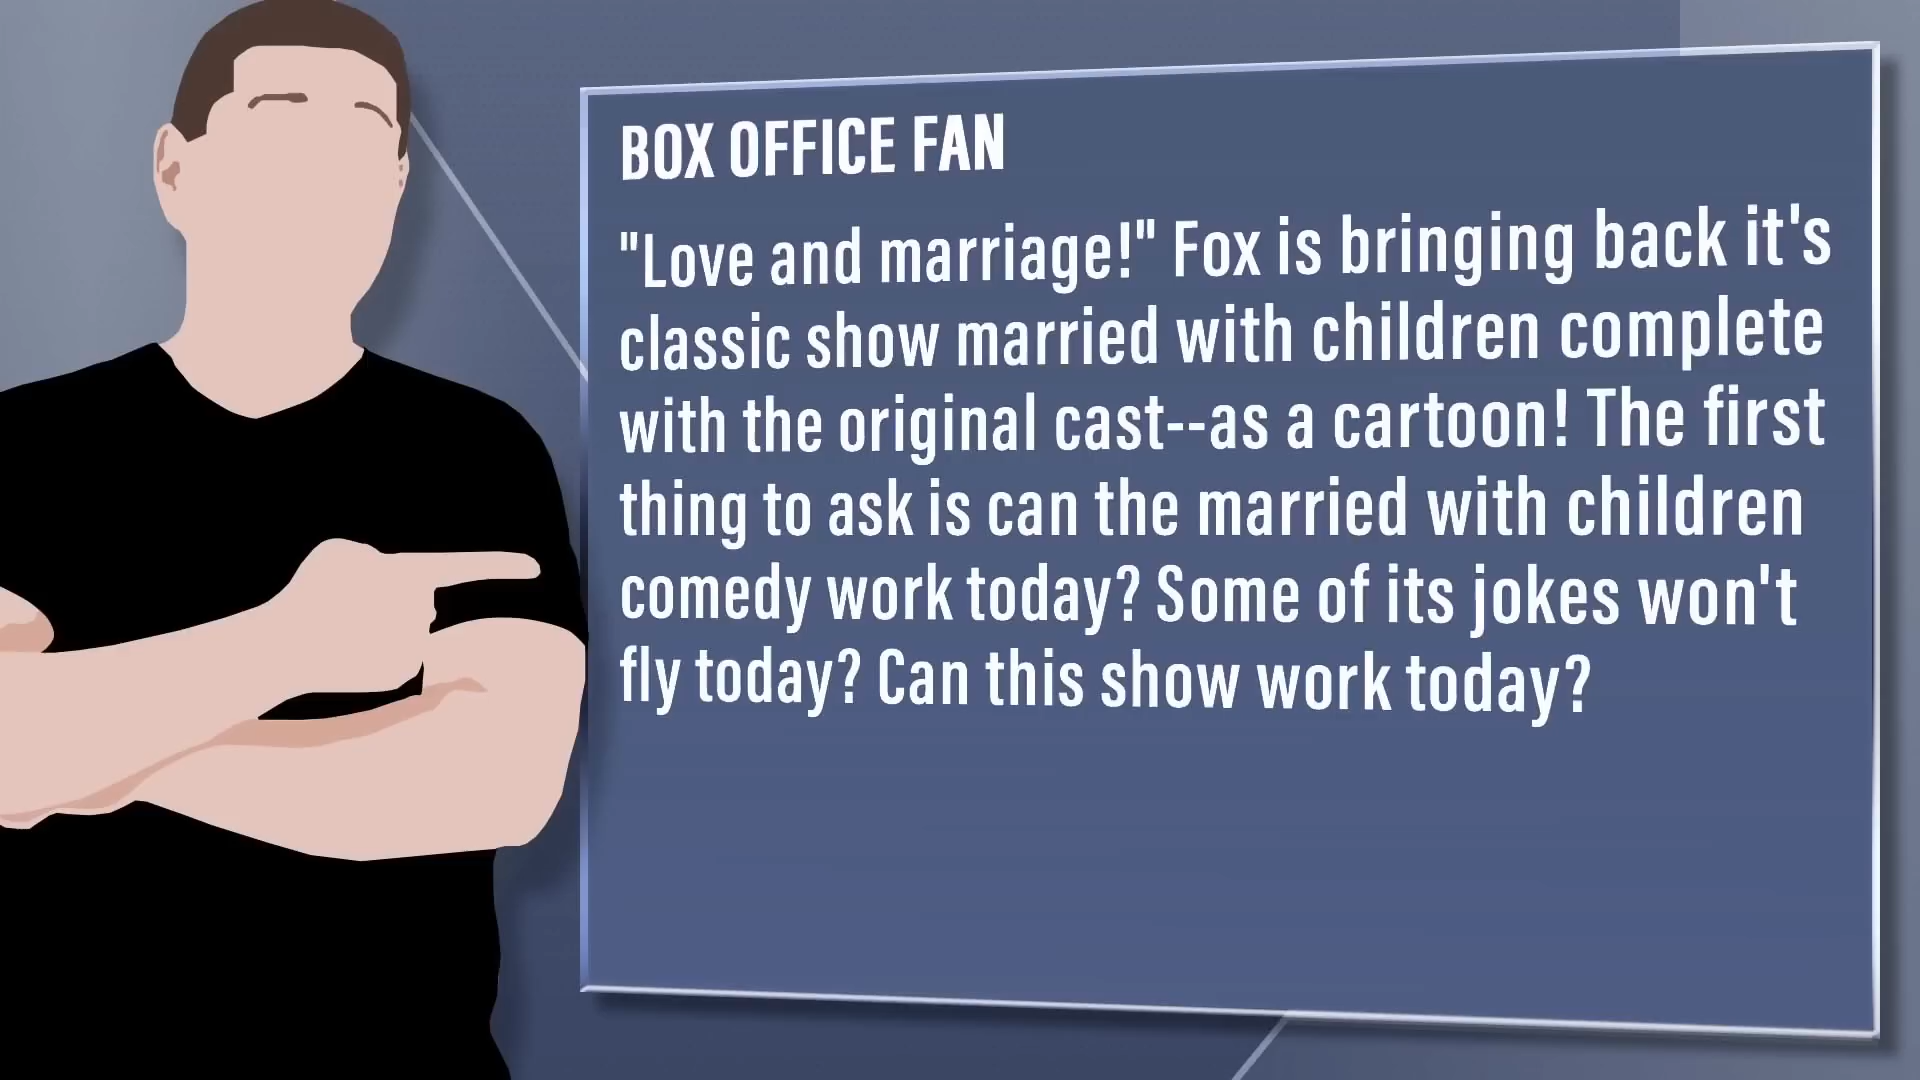 BOX OFFICE FAN
"Love and marriage!" Fox is bringing back it's
classic show married with children complete
with the original cast--as a cartoon! The first
thing to ask is can the married with children
comedy work today? Some of its jokes won't
fly today? Can this show work today?